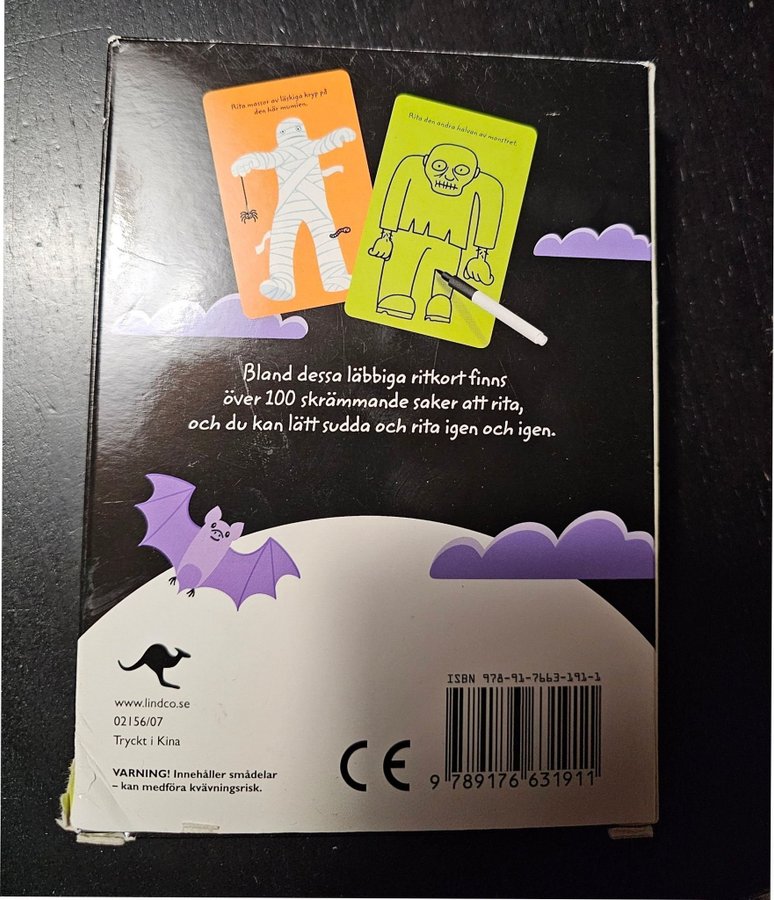 Rita massor av läskiga kryp på
den här mumien.
Rita den andra halvan av monstret.
Bland dessa läbbiga ritkort finns
över 100 skrämmande saker att rita,
och du kan lätt sudda och rita igen och igen.
www.lindco.se
02156/07
Tryckt i Kina
VARNING! Innehåller smådelar
– kan medföra kvävningsrisk.
CE
ISBN 978-91-7663-191-1
9 789176 631911